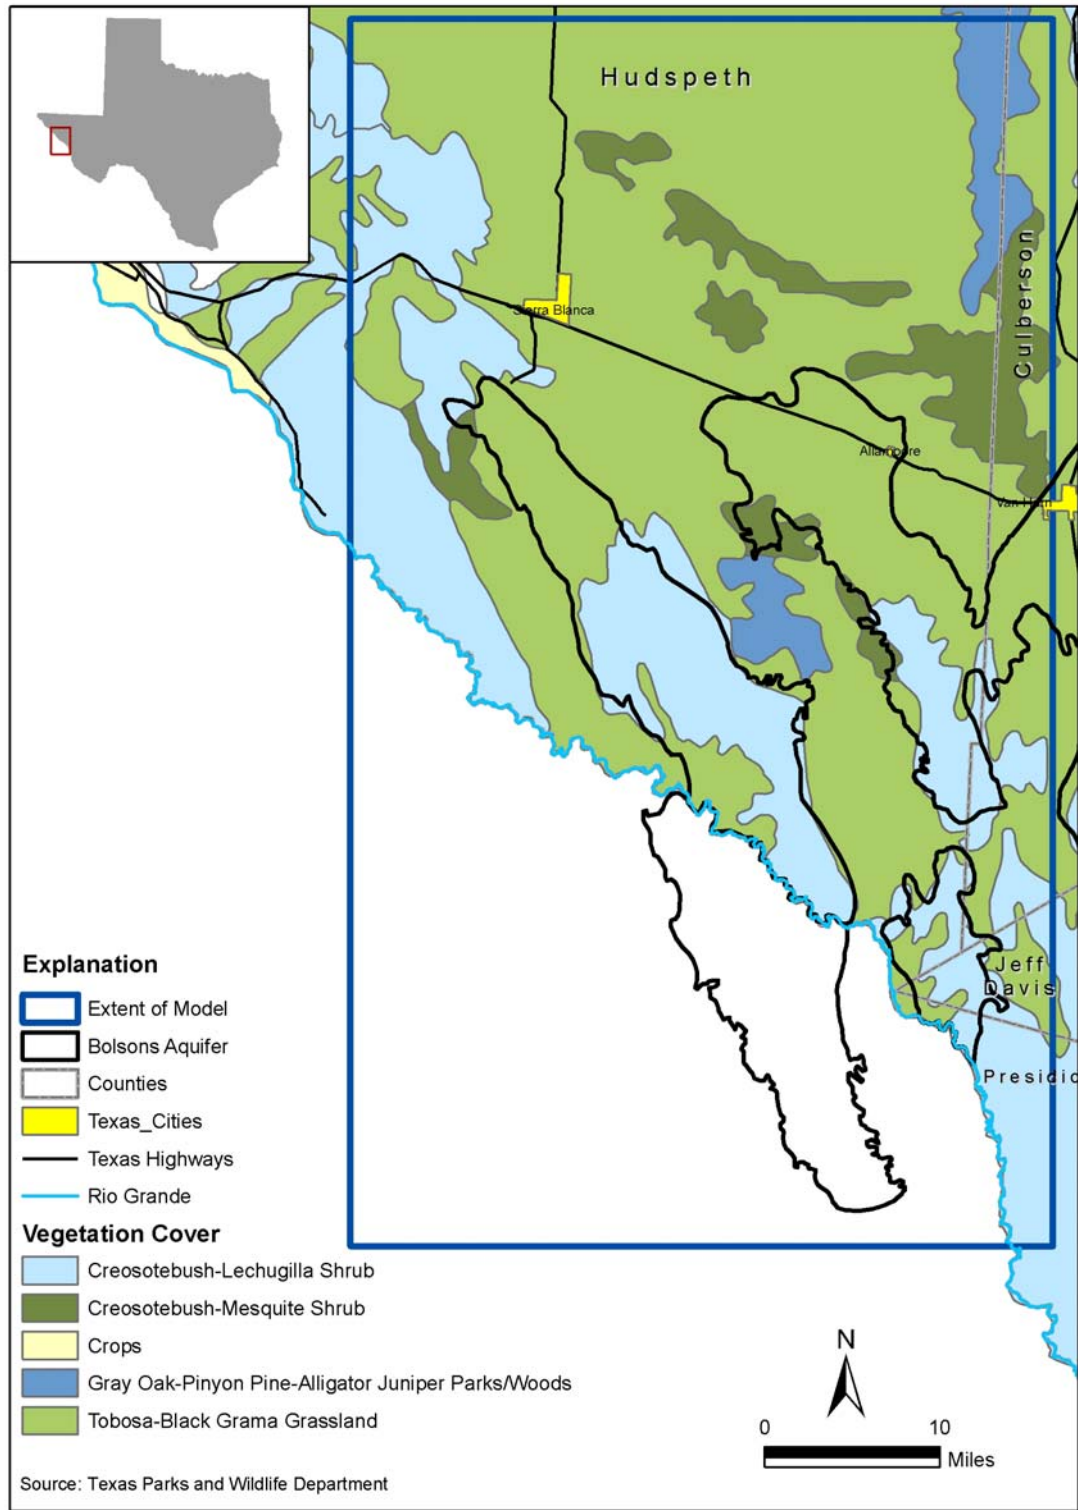 Hudspeth
Culberson
Sierra Blanca
Allamoore
Van Horn
Jeff
Davis
Presidio
Explanation
Extent of Model
Bolsons Aquifer
Counties
Texas_Cities
Texas Highways
Rio Grande
Vegetation Cover
Creosotebush-Lechugilla Shrub
Creosotebush-Mesquite Shrub
Crops
Gray Oak-Pinyon Pine-Alligator Juniper Parks/Woods
Tobosa-Black Grama Grassland
N
0 10
Miles
Source: Texas Parks and Wildlife Department